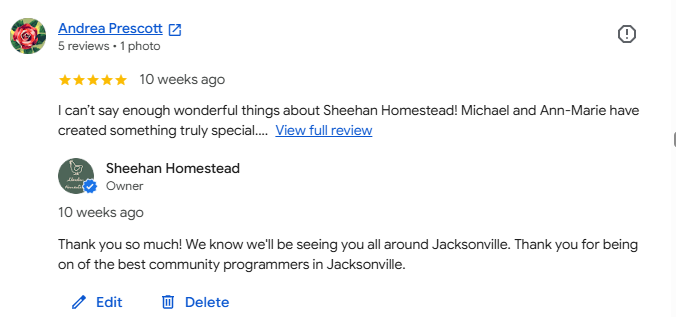 Andrea Prescott
5 reviews • 1 photo
10 weeks ago
I can't say enough wonderful things about Sheehan Homestead! Michael and Ann-Marie have
created something truly special.... View full review
Sheehan Homestead
Owner
10 weeks ago
Thank you so much! We know we'll be seeing you all around Jacksonville. Thank you for being
on of the best community programmers in Jacksonville.
Edit Delete